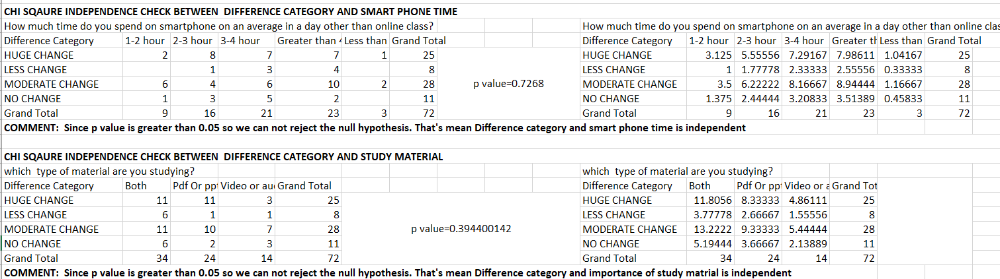 CHI SQAURE INDEPENDENCE CHECK BETWEEN DIFFERENCE CATEGORY AND SMART PHONE TIME
How much time do you spend on smartphone on an average in a day other than online class? How much time do you spend on smartphone on an average in a day other than online clas
Difference Category 1-2 hour 2-3 hour 3-4 hour Greater than Less than Grand Total Difference Category 1-2 hour 2-3 hour 3-4 hour Greater th Less than Grand Total
HUGE CHANGE 2 8 7 7 1 25 HUGE CHANGE 3.125 5.55556 7.29167 7.98611 1.04167 25
LESS CHANGE 1 3 4 8 LESS CHANGE 1 1.77778 2.33333 2.55556 0.33333 8
MODERATE CHANGE 6 4 6 10 2 28 p value=0.7268 MODERATE CHANGE 3.5 6.22222 8.16667 8.94444 1.16667 28
NO CHANGE 1 3 5 2 11 NO CHANGE 1.375 2.44444 3.20833 3.51389 0.45833 11
Grand Total 9 16 21 23 3 72 Grand Total 9 16 21 23 3 72
COMMENT: Since p value is greater than 0.05 so we can not reject the null hypothesis. That's mean Difference category and smart phone time is independent
CHI SQAURE INDEPENDENCE CHECK BETWEEN DIFFERENCE CATEGORY AND STUDY MATERIAL
which type of material are you studying? which type of material are you studying?
Difference Category Both Pdf Or pp Video or au Grand Total Difference Category Both Pdf Or pp Video or a Grand Tot
HUGE CHANGE 11 11 3 25 HUGE CHANGE 11.8056 8.33333 4.86111 25
LESS CHANGE 6 1 1 8 LESS CHANGE 3.77778 2.66667 1.55556 8
MODERATE CHANGE 11 10 7 28 p value=0.394400142 MODERATE CHANGE 13.2222 9.33333 5.44444 28
NO CHANGE 6 2 3 11 NO CHANGE 5.19444 3.66667 2.13889 11
Grand Total 34 24 14 72 Grand Total 34 24 14 72
COMMENT: Since p value is greater than 0.05 so we can not reject the null hypothesis. That's mean Difference category and importance of study matrial is independent